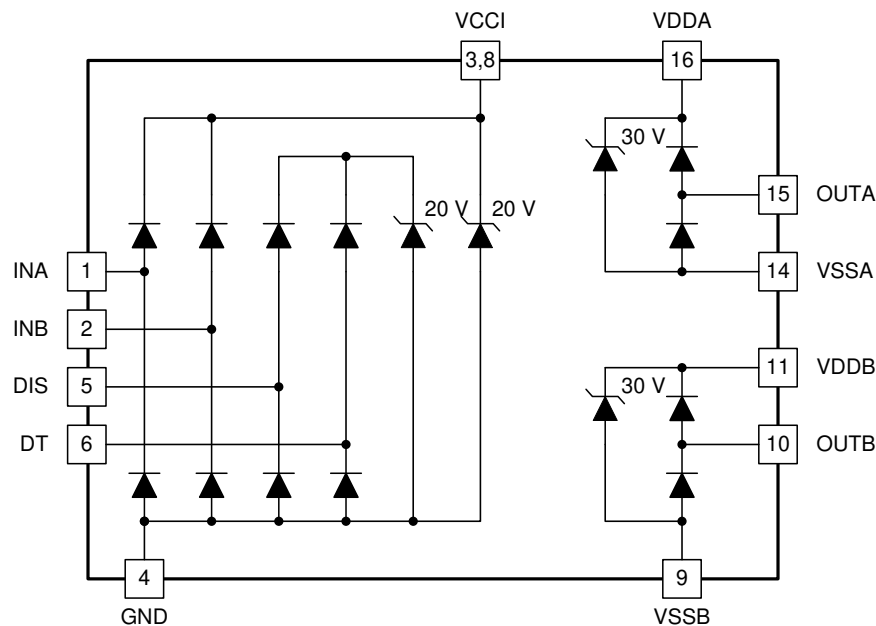 VCCI VDDA
3,8 16
30 V
15 OUTA
20 V 20 V
INA 1 14 VSSA
INB 2
11 VDDB
DIS 5 30 V
DT 6 10 OUTB
4 9
GND VSSB